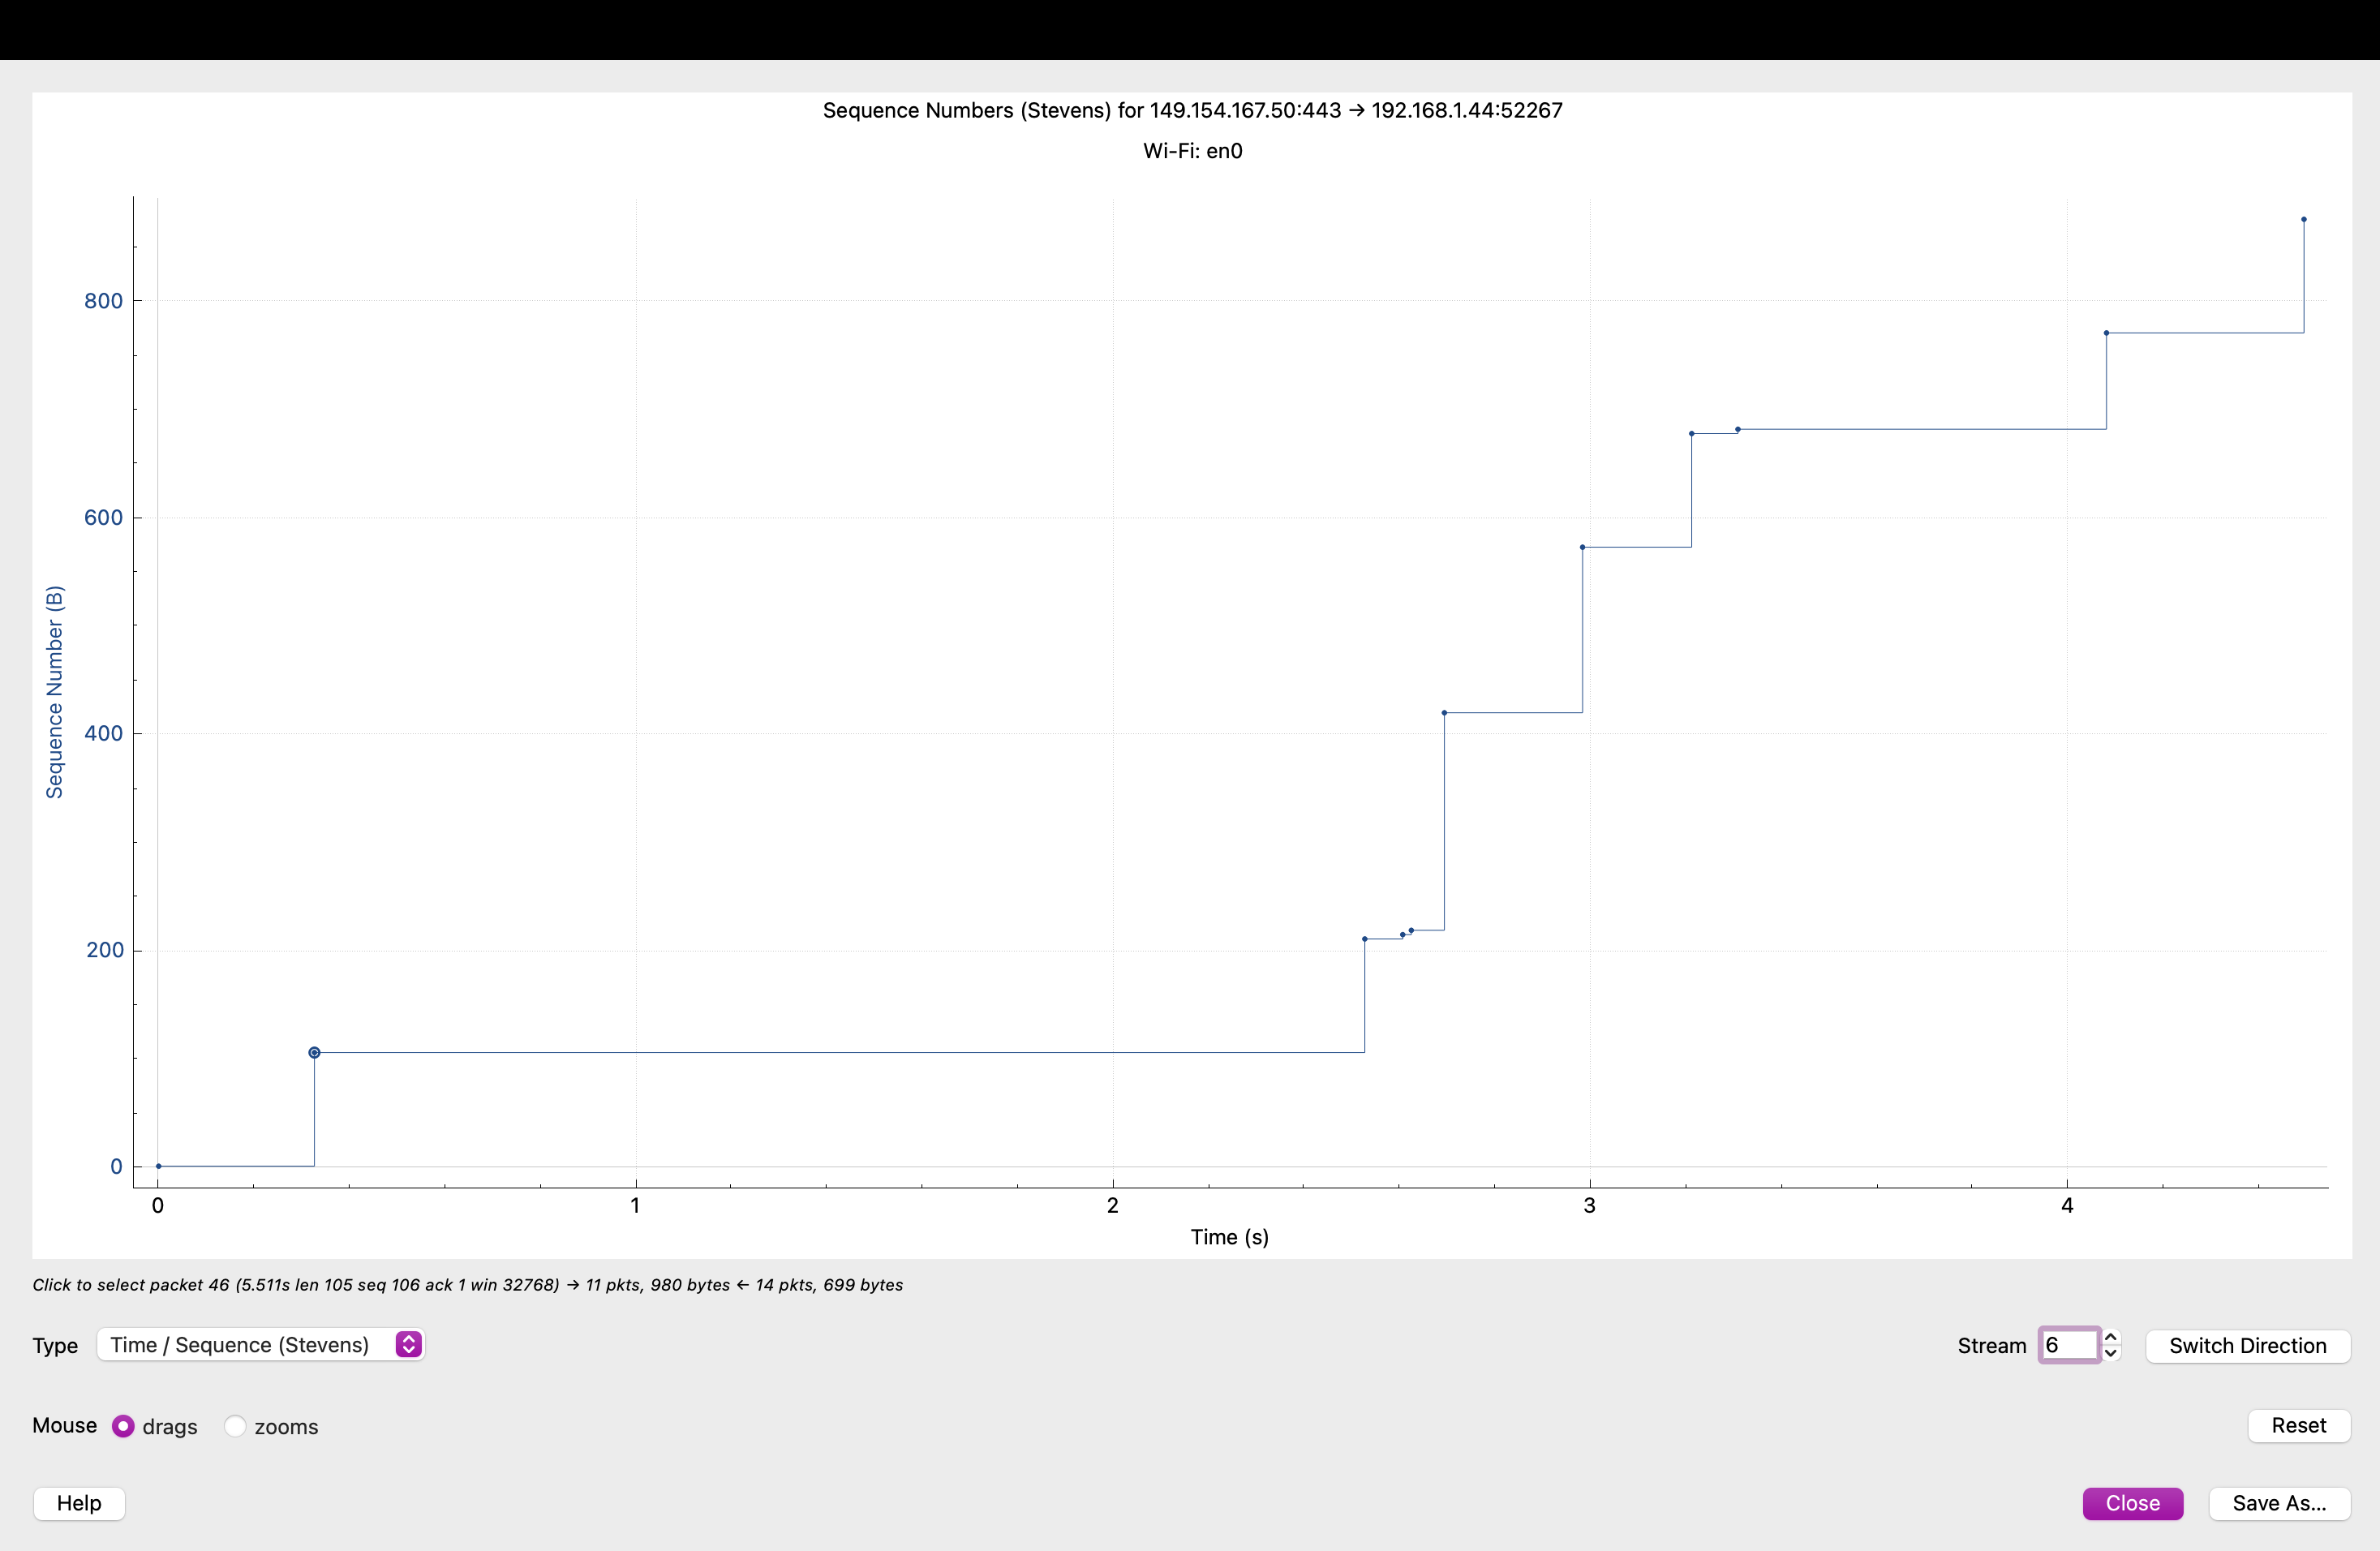 Sequence Numbers (Stevens) for 149.154.167.50:443 → 192.168.1.44:52267
Wi-Fi: en0
Sequence Number (B)
800
600
400
200
0
0 1 2 3 4
Time (s)
Click to select packet 46 (5.511s len 105 seq 106 ack 1 win 32768) → 11 pkts, 980 bytes ← 14 pkts, 699 bytes
Type Time / Sequence (Stevens) Stream 6 Switch Direction
Mouse drags zooms Reset
Help Close Save As...